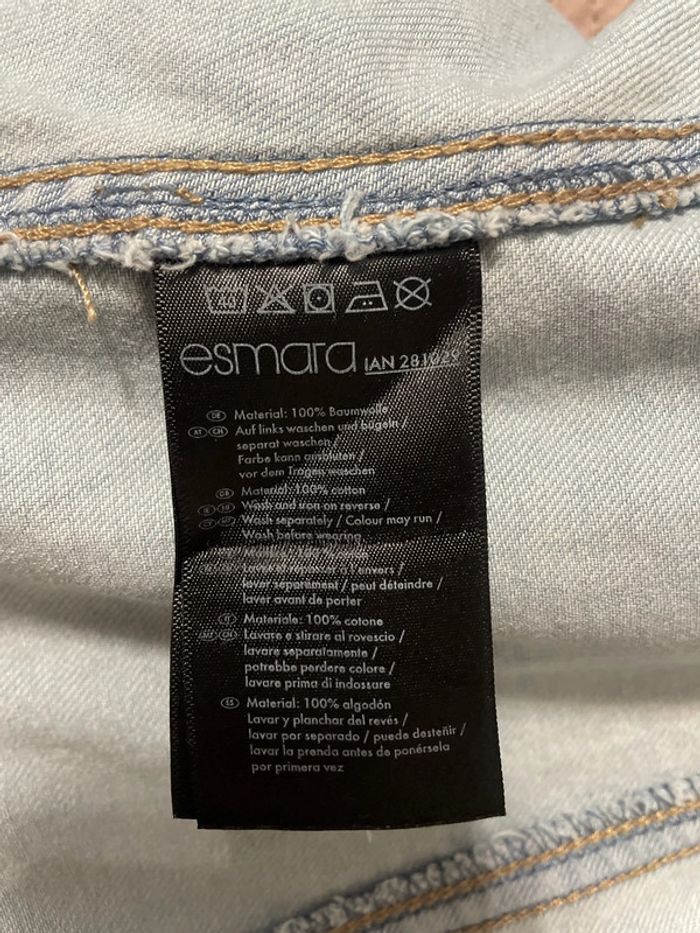 40
esmara IAN 281029
DE Material: 100% Baumwolle
AT CH Auf links waschen und bügeln /
separat waschen /
Farbe kann ausbluten /
vor dem Tragen waschen
GB Material: 100% cotton
IE NI Wash and iron on reverse /
CY MT Wash separately / Colour may run /
Wash before wearing
l'envers /
laver séparément / peut déteindre /
laver avant de porter
IT Materiale: 100% cotone
MT CH Lavare e stirare al rovescio /
lavare separatamente /
potrebbe perdere colore /
lavare prima di indossare
ES Material: 100% algodón
Lavar y planchar del revés /
lavar por separado / puede desteñir /
lavar la prenda antes de ponérsela
por primera vez